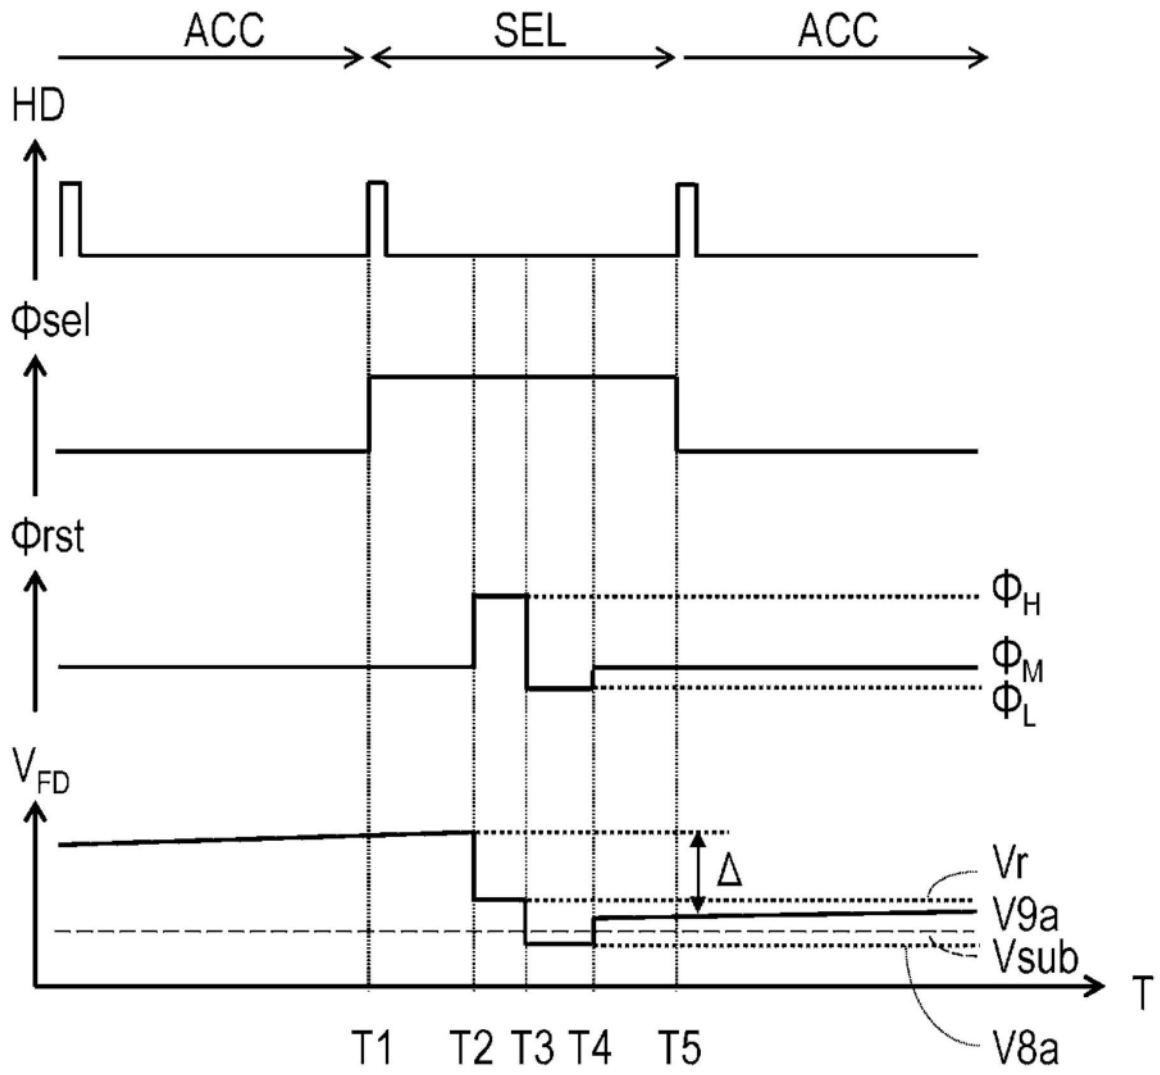 ACC SEL ACC
HD
Φsel
Φrst
ΦH
ΦM
ΦL
VFD
Δ
Vr
V9a
Vsub
T
T1 T2 T3 T4 T5
V8a